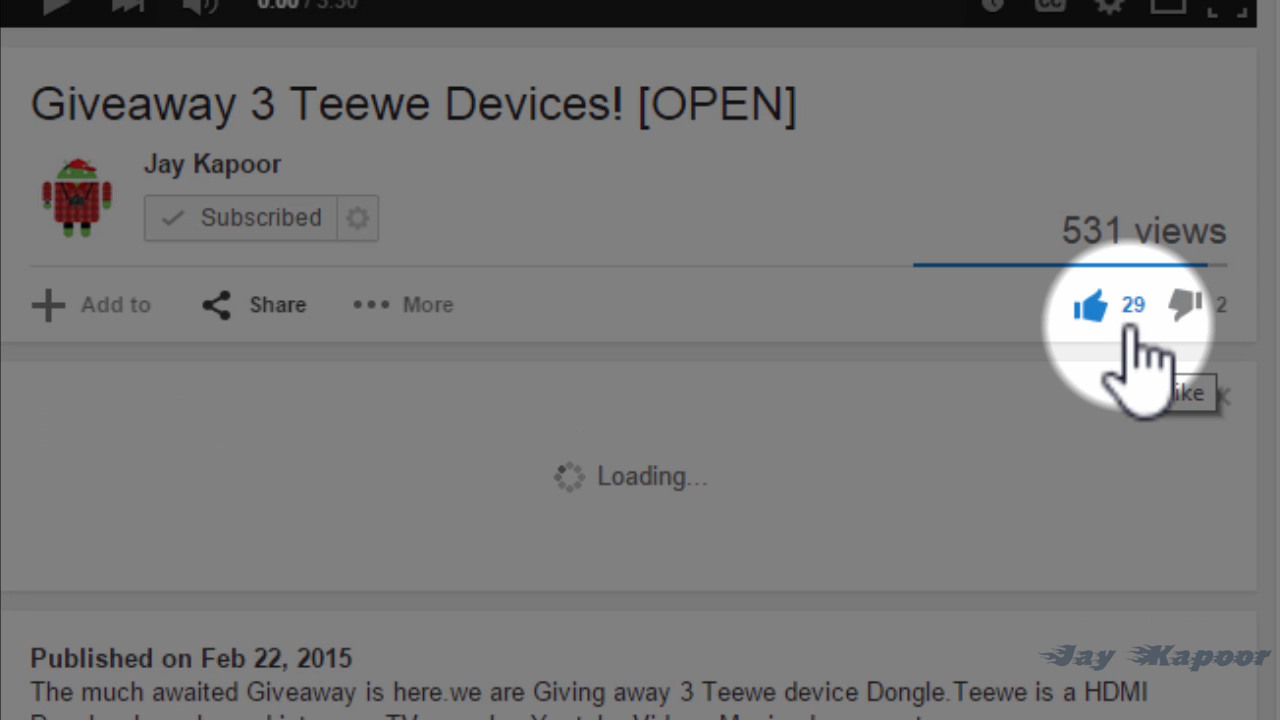 0:00 / 3:30
CC
Giveaway 3 Teewe Devices! [OPEN]
Jay Kapoor
Subscribed
531 views
Add to
Share
More
29
2
ike
Loading...
Published on Feb 22, 2015
The much awaited Giveaway is here.we are Giving away 3 Teewe device Dongle.Teewe is a HDMI
Jay Kapoor